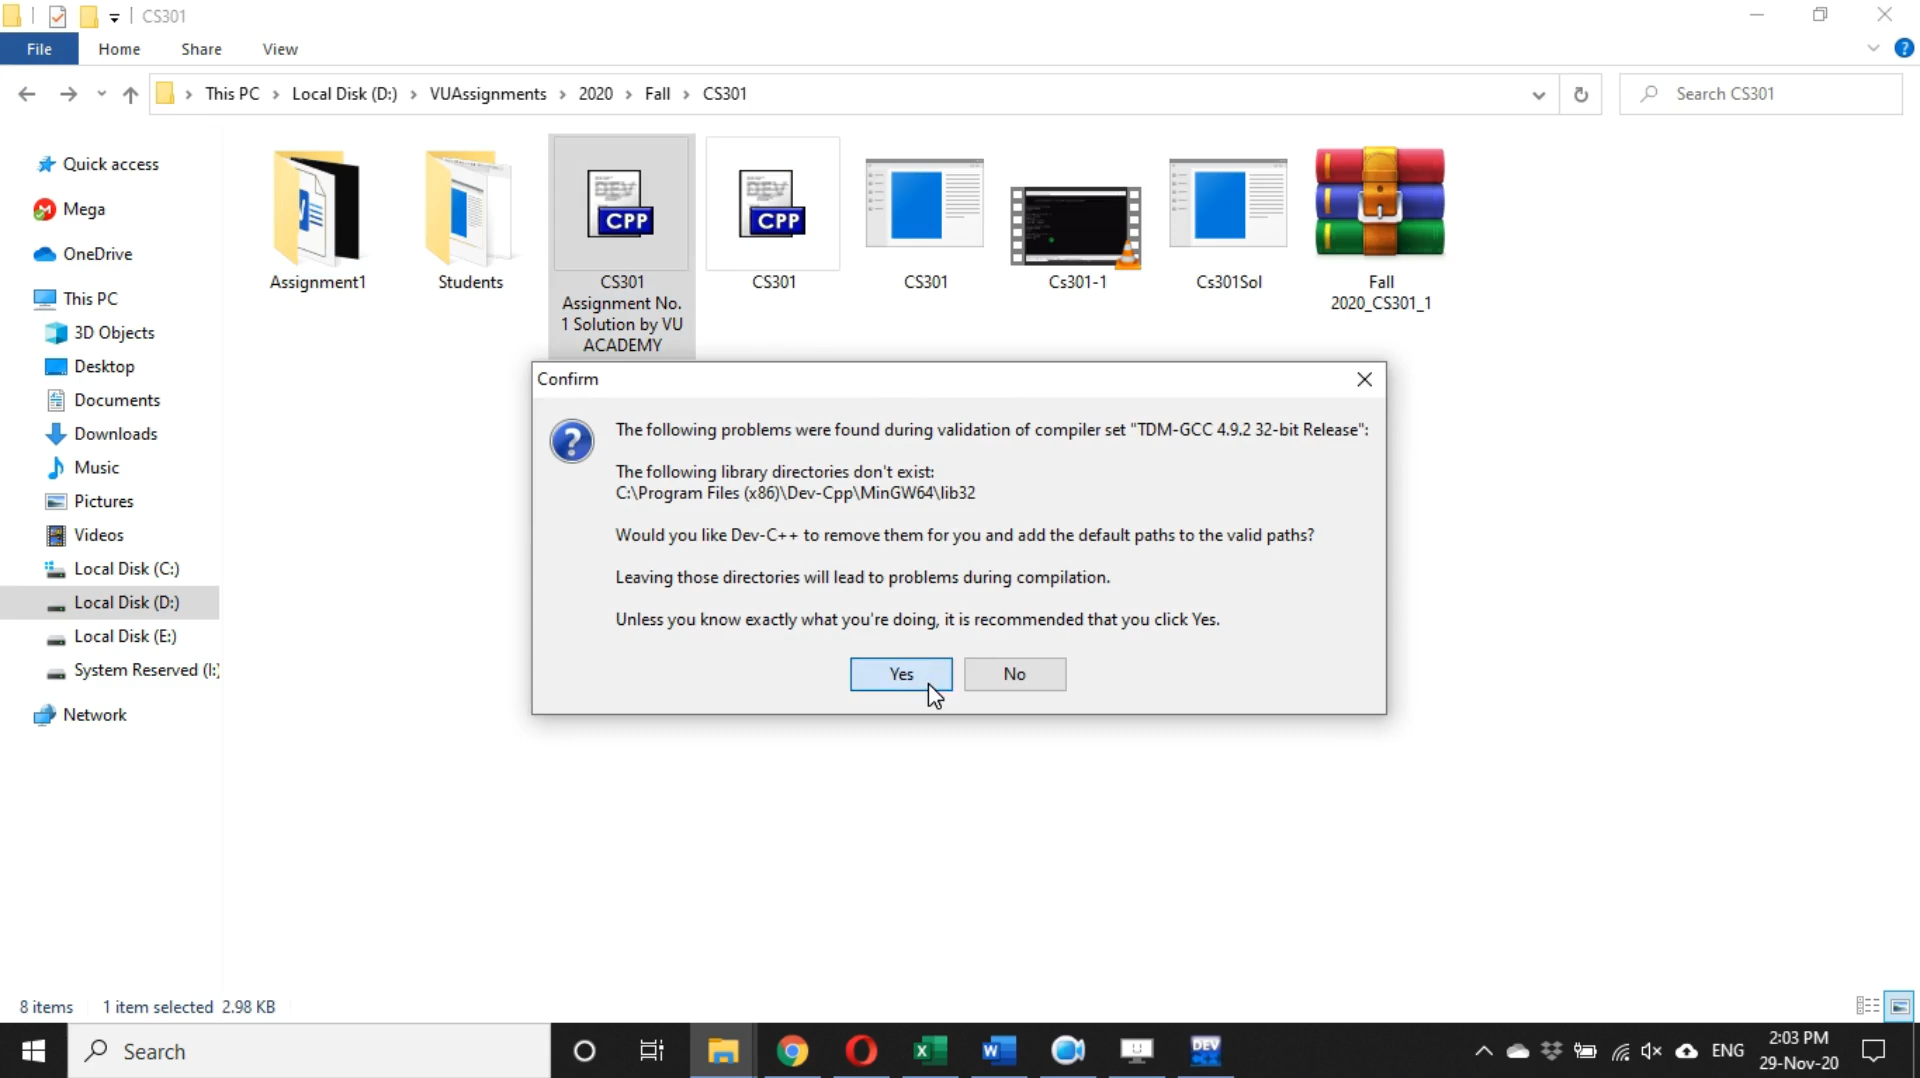 CS301
File
Home
Share
View
This PC
Local Disk (D:)
VUAssignments
2020
Fall
CS301
Search CS301
Quick access
Mega
OneDrive
This PC
3D Objects
Desktop
Documents
Downloads
Music
Pictures
Videos
Local Disk (C:)
Local Disk (D:)
Local Disk (E:)
System Reserved (I:)
Network
DEV
CPP
DEV
CPP
Assignment1
Students
CS301
Assignment No.
1 Solution by VU
ACADEMY
CS301
CS301
Cs301-1
Cs301Sol
Fall
2020_CS301_1
Confirm
The following problems were found during validation of compiler set "TDM-GCC 4.9.2 32-bit Release":
The following library directories don't exist:
C:\Program Files (x86)\Dev-Cpp\MinGW64\lib32
Would you like Dev-C++ to remove them for you and add the default paths to the valid paths?
Leaving those directories will lead to problems during compilation.
Unless you know exactly what you're doing, it is recommended that you click Yes.
Yes
No
8 items
1 item selected 2.98 KB
Search
DEV
C++
ENG
2:03 PM
29-Nov-20